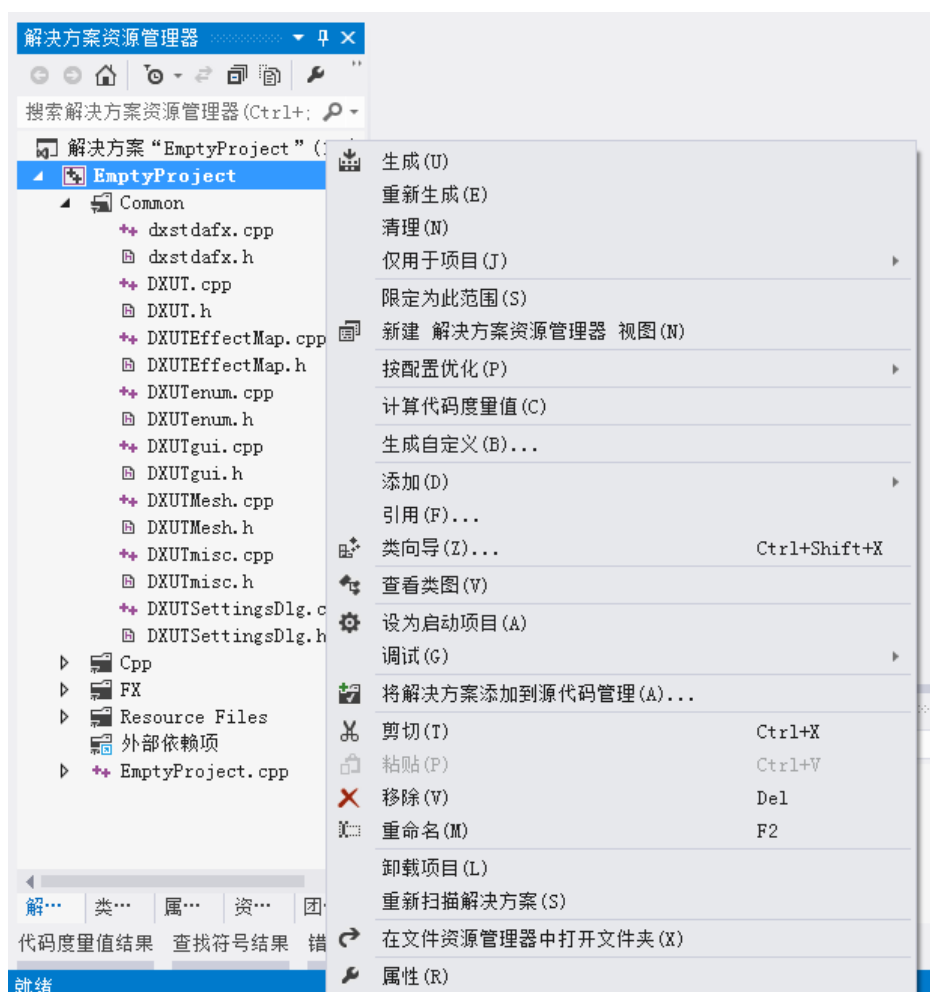 解决方案资源管理器
搜索解决方案资源管理器(Ctrl+;
解决方案“EmptyProject”(
EmptyProject
Common
dxstdafx.cpp
dxstdafx.h
DXUT.cpp
DXUT.h
DXUTEffectMap.cpp
DXUTEffectMap.h
DXUTenum.cpp
DXUTenum.h
DXUTgui.cpp
DXUTgui.h
DXUTMesh.cpp
DXUTMesh.h
DXUTmisc.cpp
DXUTmisc.h
DXUTSettingsDlg.c
DXUTSettingsDlg.h
Cpp
FX
Resource Files
外部依赖项
EmptyProject.cpp
解… 类… 属… 资… 团
代码度量值结果 查找符号结果 错
就绪
生成(U)
重新生成(E)
清理(N)
仅用于项目(J)
限定为此范围(S)
新建 解决方案资源管理器 视图(N)
按配置优化(P)
计算代码度量值(C)
生成自定义(B)...
添加(D)
引用(F)...
类向导(Z)... Ctrl+Shift+X
查看类图(V)
设为启动项目(A)
调试(G)
将解决方案添加到源代码管理(A)...
剪切(T) Ctrl+X
粘贴(P) Ctrl+V
移除(V) Del
重命名(M) F2
卸载项目(L)
重新扫描解决方案(S)
在文件资源管理器中打开文件夹(X)
属性(R)